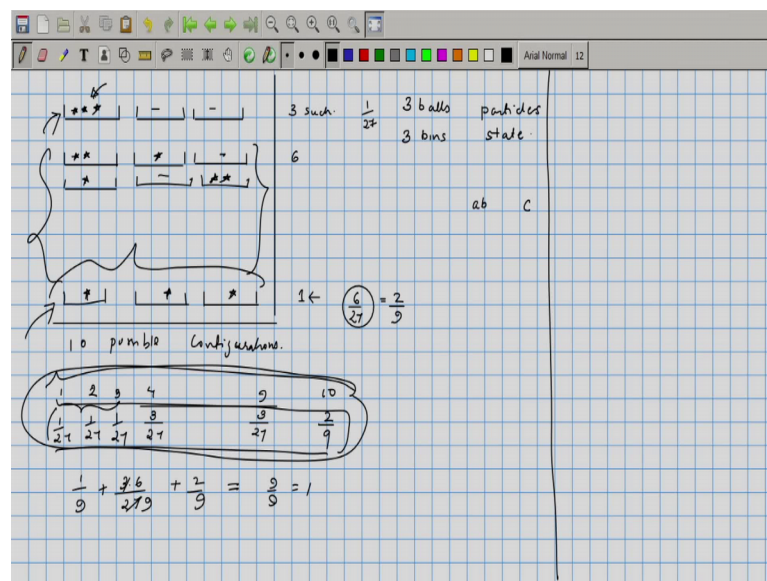 Arial Normal 12
*** - - 3 such. 1/27 3 balls particles
3 bins state.
** * - 6
* - **
ab c
* * * 1 ← 6/27 = 2/9
10 possible Configurations.
1 2 3 4 9 10
1/27 1/27 1/27 3/27 3/27 2/9
1/9 + 3·6/27 9 + 2/9 = 9/9 = 1